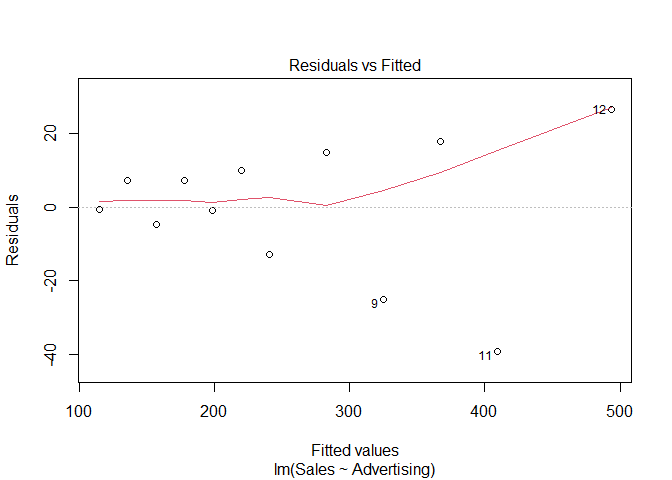 Residuals vs Fitted
Residuals
20
0
-20
-40
12
9
11
100 200 300 400 500
Fitted values
lm(Sales ~ Advertising)